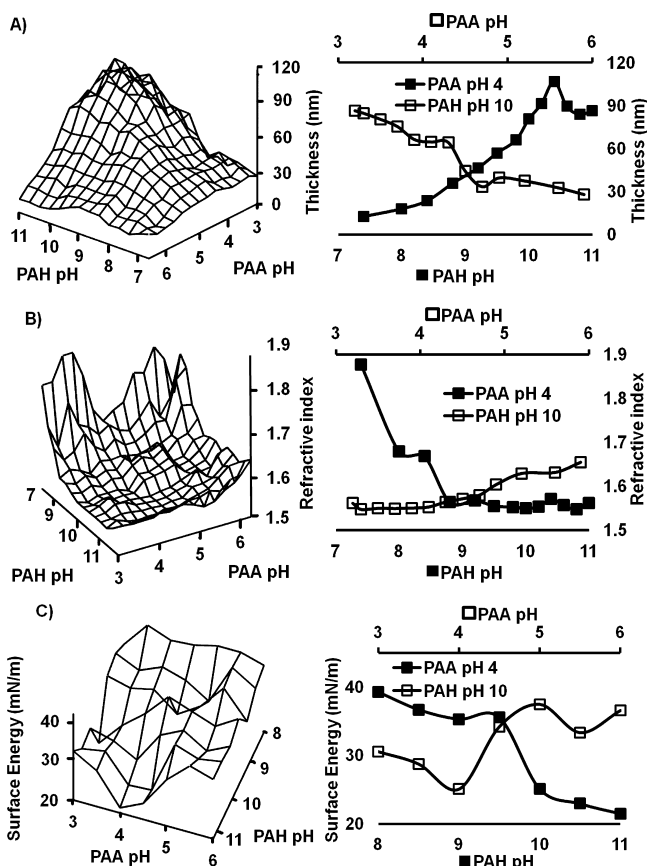 A)
120
90
60
30
0
Thickness (nm)
11 10 9 8 7
PAH pH
6 5 4 3
PAA pH
PAA pH
3 4 5 6
PAA pH 4
PAH pH 10
120
90
60
30
0
Thickness (nm)
7 8 9 10 11
PAH pH
B)
1.9
1.8
1.7
1.6
1.5
Refractive index
7 9 10 11
PAH pH
3 4 5 6
PAA pH
PAA pH
3 4 5 6
PAA pH 4
PAH pH 10
1.9
1.8
1.7
1.6
1.5
Refractive index
7 8 9 10 11
PAH pH
C)
Surface Energy (mN/m)
40
30
20
3 4 5 6
PAA pH
8
9
10
11
PAH pH
PAA pH
3 4 5 6
PAA pH 4
PAH pH 10
Surface Energy (mN/m)
40
30
20
8 9 10 11
PAH pH